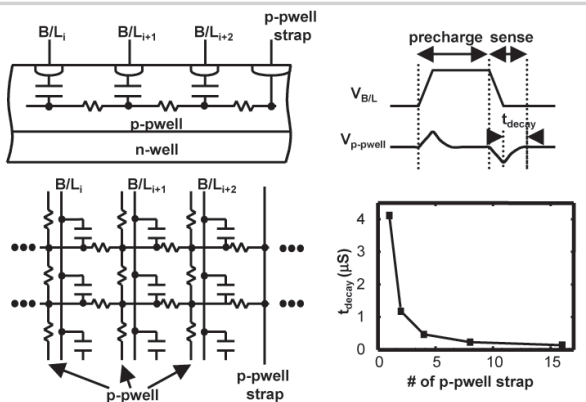 B/Li B/Li+1 B/Li+2 p-pwell strap
p-pwell
n-well
precharge sense
VB/L
tdecay
Vp-pwell
B/Li B/Li+1 B/Li+2
p-pwell
p-pwell strap
tdecay (μS)
4
3
2
1
0
0 5 10 15
# of p-pwell strap